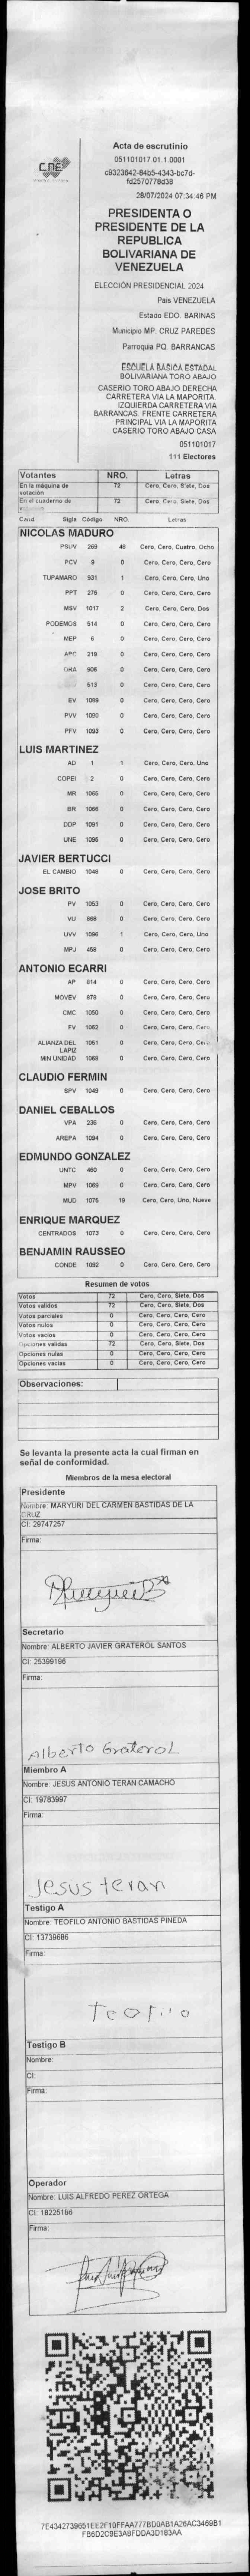 CNE
Acta de escrutinio
051101017.01.1.0001
c9323642-84b5-4343-bc7d-
fd2570778d38
28/07/2024 07:34:46 PM
PRESIDENTA O
PRESIDENTE DE LA
REPUBLICA
BOLIVARIANA DE
VENEZUELA
ELECCIÓN PRESIDENCIAL 2024
Pais VENEZUELA
Estado EDO. BARINAS
Municipio MP. CRUZ PAREDES
Parroquia PQ. BARRANCAS
ESCUELA BASICA ESTADAL
BOLIVARIANA TORO ABAJO
CASERIO TORO ABAJO DERECHA
CARRETERA VIA LA MAPORITA.
IZQUIERDA CARRETERA VIA
BARRANCAS. FRENTE CARRETERA
PRINCIPAL VIA LA MAPORITA
CASERIO TORO ABAJO CASA
051101017
111 Electores
Votantes NRO. Letras
En la máquina de votación 72 Cero, Cero, Siete, Dos
En el cuaderno de 72 Cero, Cero, Siete, Dos
Cand. Sigla Código NRO. Letras
NICOLAS MADURO
PSUV 269 48 Cero, Cero, Cuatro, Ocho
PCV 9 0 Cero, Cero, Cero, Cero
TUPAMARO 931 1 Cero, Cero, Cero, Uno
PPT 276 0 Cero, Cero, Cero, Cero
MSV 1017 2 Cero, Cero, Cero, Dos
PODEMOS 514 0 Cero, Cero, Cero, Cero
MEP 6 0 Cero, Cero, Cero, Cero
APC 219 0 Cero, Cero, Cero, Cero
ORA 906 0 Cero, Cero, Cero, Cero
513 0 Cero, Cero, Cero, Cero
EV 1089 0 Cero, Cero, Cero, Cero
PVV 1090 0 Cero, Cero, Cero, Cero
PFV 1093 0 Cero, Cero, Cero, Cero
LUIS MARTINEZ
AD 1 1 Cero, Cero, Cero, Uno
COPEI 2 0 Cero, Cero, Cero, Cero
MR 1065 0 Cero, Cero, Cero, Cero
BR 1066 0 Cero, Cero, Cero, Cero
DDP 1091 0 Cero, Cero, Cero, Cero
UNE 1095 0 Cero, Cero, Cero, Cero
JAVIER BERTUCCI
EL CAMBIO 1046 0 Cero, Cero, Cero, Cero
JOSE BRITO
PV 1053 0 Cero, Cero, Cero, Cero
VU 868 0 Cero, Cero, Cero, Cero
UVV 1096 1 Cero, Cero, Cero, Uno
MPJ 458 0 Cero, Cero, Cero, Cero
ANTONIO ECARRI
AP 814 0 Cero, Cero, Cero, Cero
MOVEV 879 0 Cero, Cero, Cero, Cero
CMC 1050 0 Cero, Cero, Cero, Cero
FV 1052 0 Cero, Cero, Cero, Cero
ALIANZA DEL LAPIZ 1051 0 Cero, Cero, Cero, Cero
MIN UNIDAD 1068 0 Cero, Cero, Cero, Cero
CLAUDIO FERMIN
SPV 1049 0 Cero, Cero, Cero, Cero
DANIEL CEBALLOS
VPA 236 0 Cero, Cero, Cero, Cero
AREPA 1094 0 Cero, Cero, Cero, Cero
EDMUNDO GONZALEZ
UNTC 460 0 Cero, Cero, Cero, Cero
MPV 1069 0 Cero, Cero, Cero, Cero
MUD 1075 19 Cero, Cero, Uno, Nueve
ENRIQUE MARQUEZ
CENTRADOS 1073 0 Cero, Cero, Cero, Cero
BENJAMIN RAUSSEO
CONDE 1092 0 Cero, Cero, Cero, Cero
Resumen de votos
Votos 72 Cero, Cero, Siete, Dos
Votos validos 72 Cero, Cero, Siete, Dos
Votos parciales 0 Cero, Cero, Cero, Cero
Votos nulos 0 Cero, Cero, Cero, Cero
Votos vacios 0 Cero, Cero, Cero, Cero
Opciones validas 72 Cero, Cero, Siete, Dos
Opciones nulas 0 Cero, Cero, Cero, Cero
Opciones vacias 0 Cero, Cero, Cero, Cero
Observaciones:
Se levanta la presente acta la cual firman en
señal de conformidad.
Miembros de la mesa electoral
Presidente
Nombre: MARYURI DEL CARMEN BASTIDAS DE LA
CRUZ
CI: 29747257
Firma:
Secretario
Nombre: ALBERTO JAVIER GRATEROL SANTOS
CI: 25399196
Firma:
Alberto Graterol
Miembro A
Nombre: JESUS ANTONIO TERAN CAMACHO
CI: 19783997
Firma:
Jesus teran
Testigo A
Nombre: TEOFILO ANTONIO BASTIDAS PINEDA
CI: 13739686
Firma:
Teofilo
Testigo B
Nombre:
CI:
Firma:
Operador
Nombre: LUIS ALFREDO PEREZ ORTEGA
CI: 18225166
Firma:
7E4342739651EE2F10FFAA777BD0AB1A26AC3469B1
FB6D2C9E3ABFDDA3D183AA